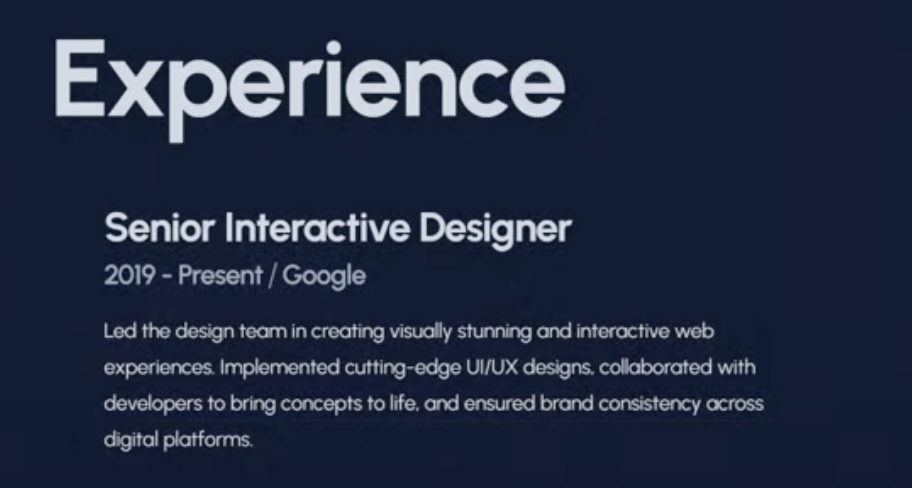 Experience
Senior Interactive Designer
2019 - Present / Google
Led the design team in creating visually stunning and interactive web
experiences. Implemented cutting-edge UI/UX designs, collaborated with
developers to bring concepts to life, and ensured brand consistency across
digital platforms.